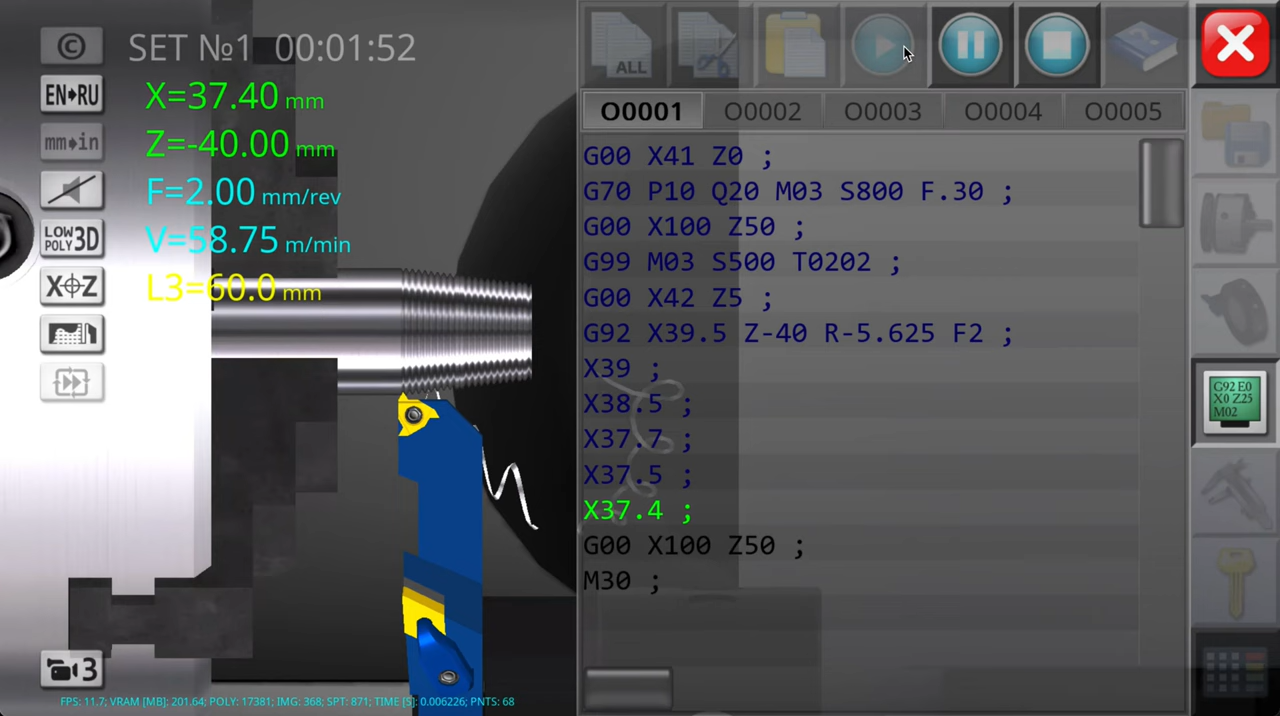 ©
SET №1 00:01:52
EN▸RU
X=37.40 mm
mm▸in
Z=-40.00 mm
F=2.00 mm/rev
LOW POLY 3D
V=58.75 m/min
X Z
L3=60.0 mm
3
FPS: 11.7; VRAM [MB]: 201.64; POLY: 17381; IMG: 368; SPT: 871; TIME [S]: 0.006226; PNTS: 68
ALL
O0001 O0002 O0003 O0004 O0005
G00 X41 Z0 ;
G70 P10 Q20 M03 S800 F.30 ;
G00 X100 Z50 ;
G99 M03 S500 T0202 ;
G00 X42 Z5 ;
G92 X39.5 Z-40 R-5.625 F2 ;
X39 ;
X38.5 ;
X37.7 ;
X37.5 ;
X37.4 ;
G00 X100 Z50 ;
M30 ;
G92 E0
X0 Z25
M02